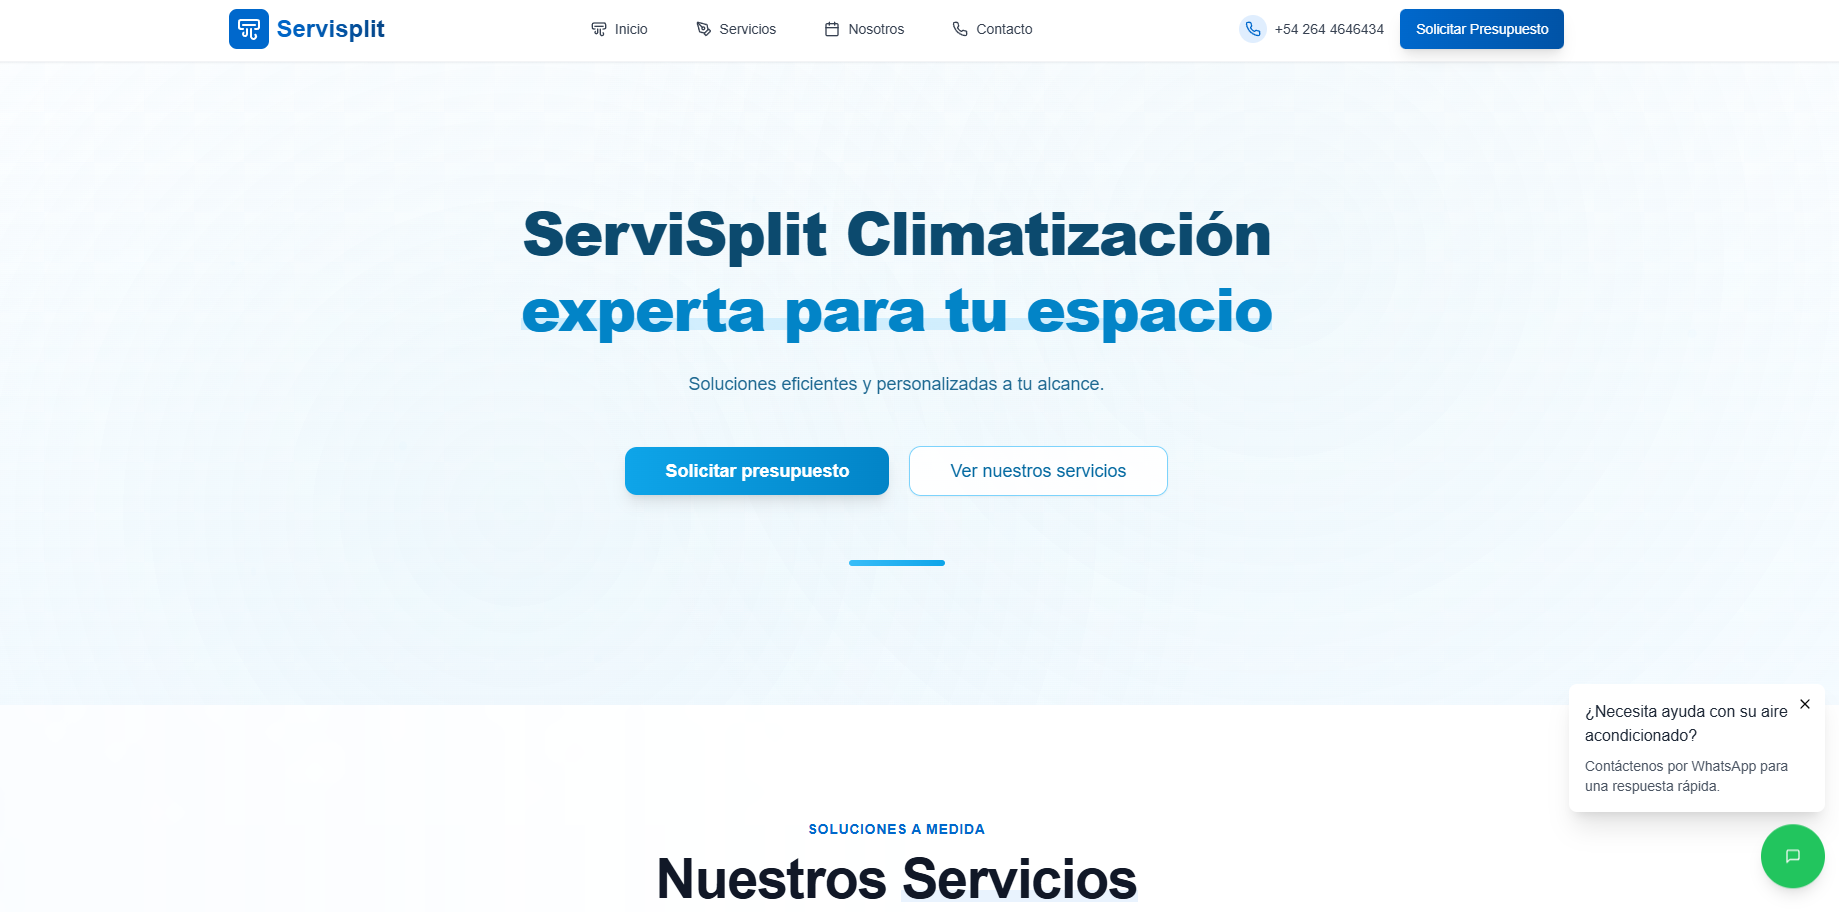 Servisplit
Inicio
Servicios
Nosotros
Contacto
+54 264 4646434
Solicitar Presupuesto
ServiSplit Climatización
experta para tu espacio
Soluciones eficientes y personalizadas a tu alcance.
Solicitar presupuesto
Ver nuestros servicios
¿Necesita ayuda con su aire
acondicionado?
Contáctenos por WhatsApp para
una respuesta rápida.
SOLUCIONES A MEDIDA
Nuestros Servicios